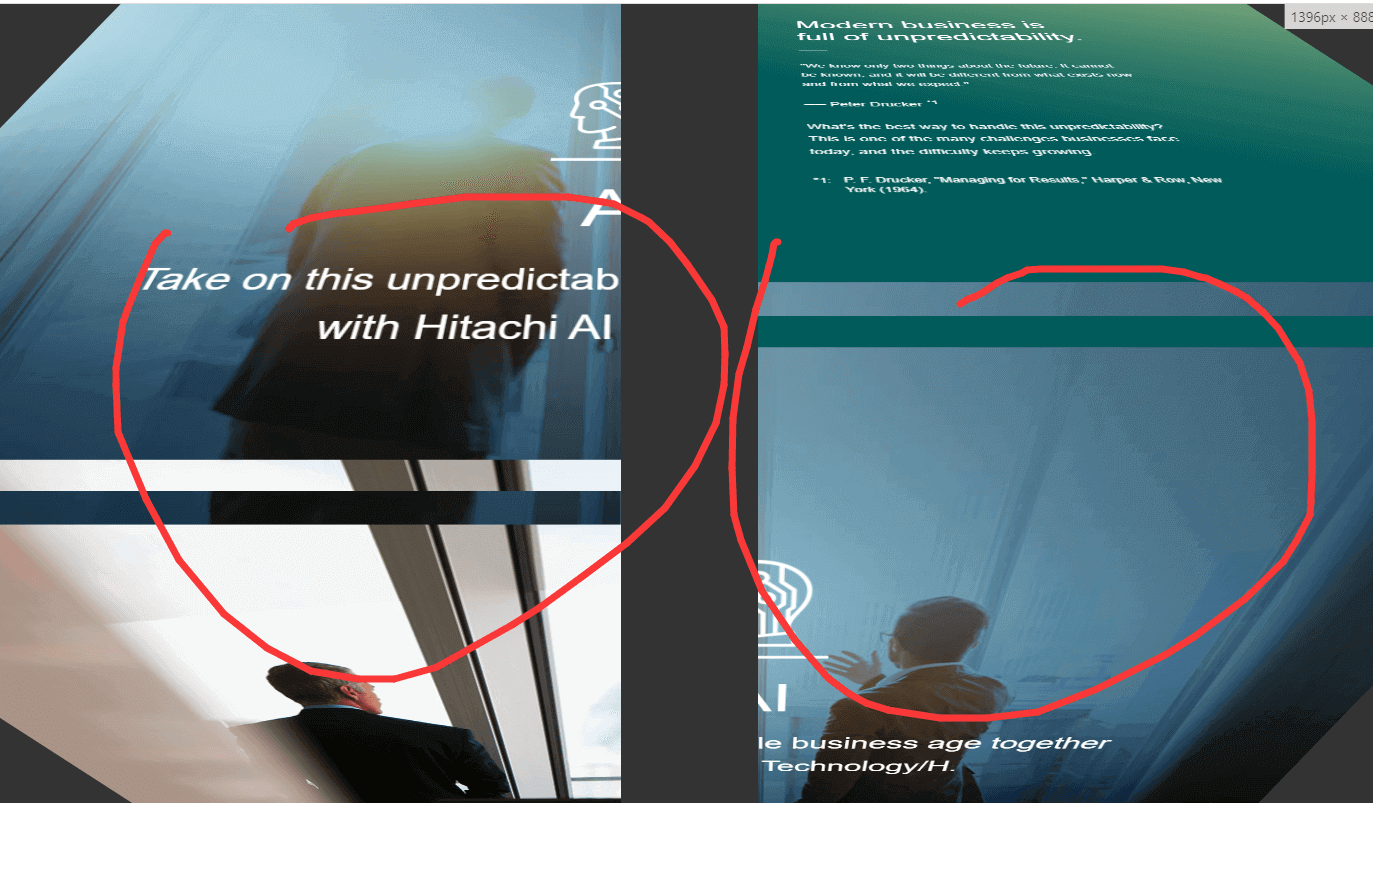 1396px × 888
Modern business is
full of unpredictability.
"We know only two things about the future. It cannot
be known, and it will be different from what exists now
and from what we expect."
— Peter Drucker *1
What's the best way to handle this unpredictability?
This is one of the many challenges businesses face
today, and the difficulty keeps growing.
*1: P. F. Drucker, "Managing for Results," Harper & Row, New
York (1964).
A
Take on this unpredictab
with Hitachi AI
AI
le business age together
Technology/H.